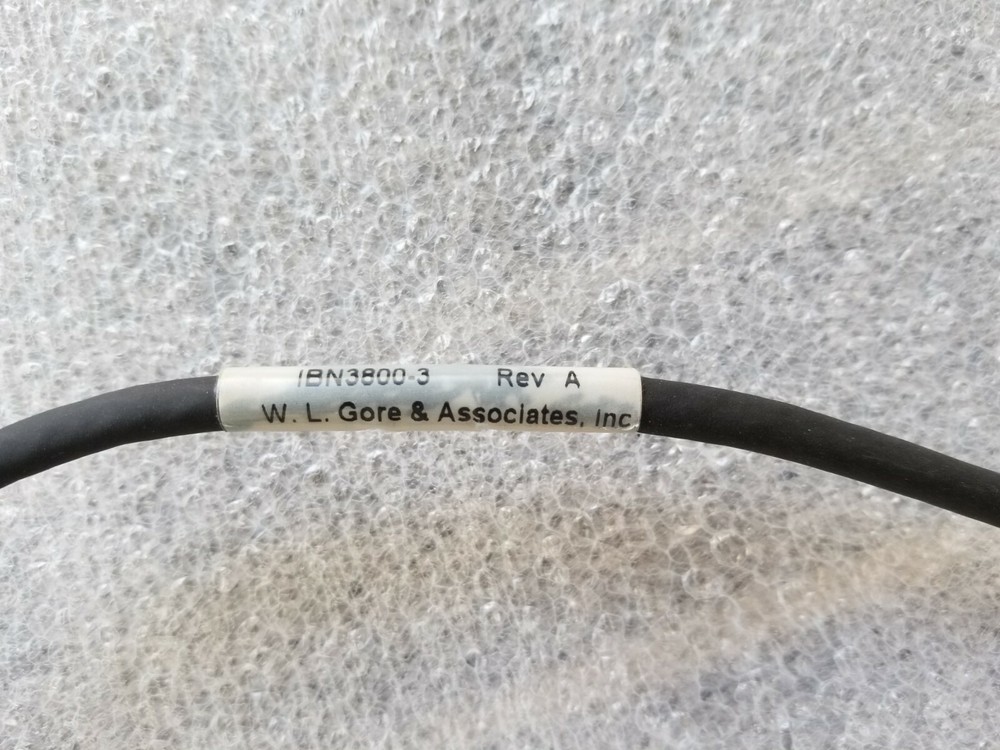 IBN3800-3 Rev A
W. L. Gore & Associates, Inc